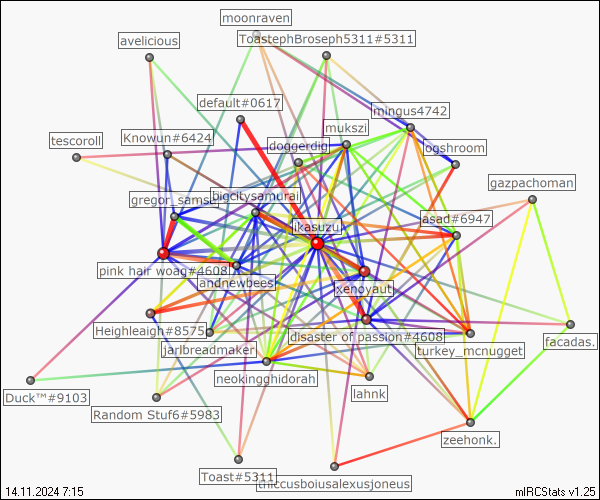 moonraven
avelicious
ToastephBroseph5311#5311
default#0617
mingus4742
mukszi
tescoroll
Knowun#6424
doggerdig
ogshroom
gazpachoman
gregor_samsa
bigcitysamurai
asad#6947
jikasuzu
pink hair woag#4608
andnewbees
xenoyaut
Heighleaigh#8575
disaster of passion#4608
jarlbreadmaker
turkey_mcnugget
facadas.
neokingghidorah
Duck™#9103
lahnk
Random Stuf6#5983
zeehonk.
Toast#5311
thiccusboiusalexusjoneus
14.11.2024 7:15
mIRCStats v1.25